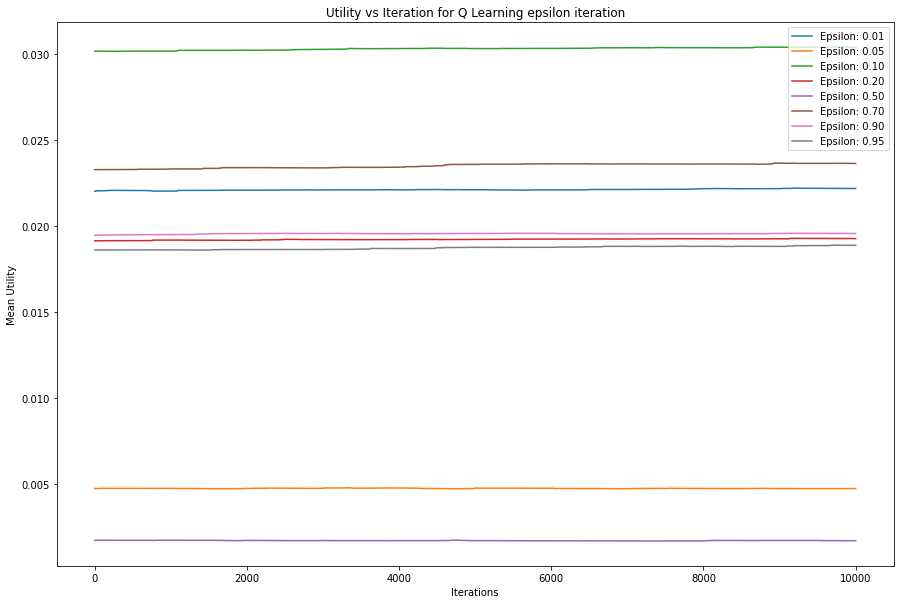 Utility vs Iteration for Q Learning epsilon iteration
Epsilon: 0.01
Epsilon: 0.05
Epsilon: 0.10
Epsilon: 0.20
Epsilon: 0.50
Epsilon: 0.70
Epsilon: 0.90
Epsilon: 0.95
Mean Utility
0.030
0.025
0.020
0.015
0.010
0.005
0 2000 4000 6000 8000 10000
Iterations